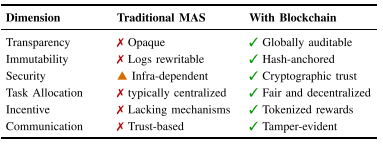 Dimension Traditional MAS With Blockchain
Transparency ✗ Opaque ✓ Globally auditable
Immutability ✗ Logs rewritable ✓ Hash-anchored
Security ▲ Infra-dependent ✓ Cryptographic trust
Task Allocation ✗ typically centralized ✓ Fair and decentralized
Incentive ✗ Lacking mechanisms ✓ Tokenized rewards
Communication ✗ Trust-based ✓ Tamper-evident